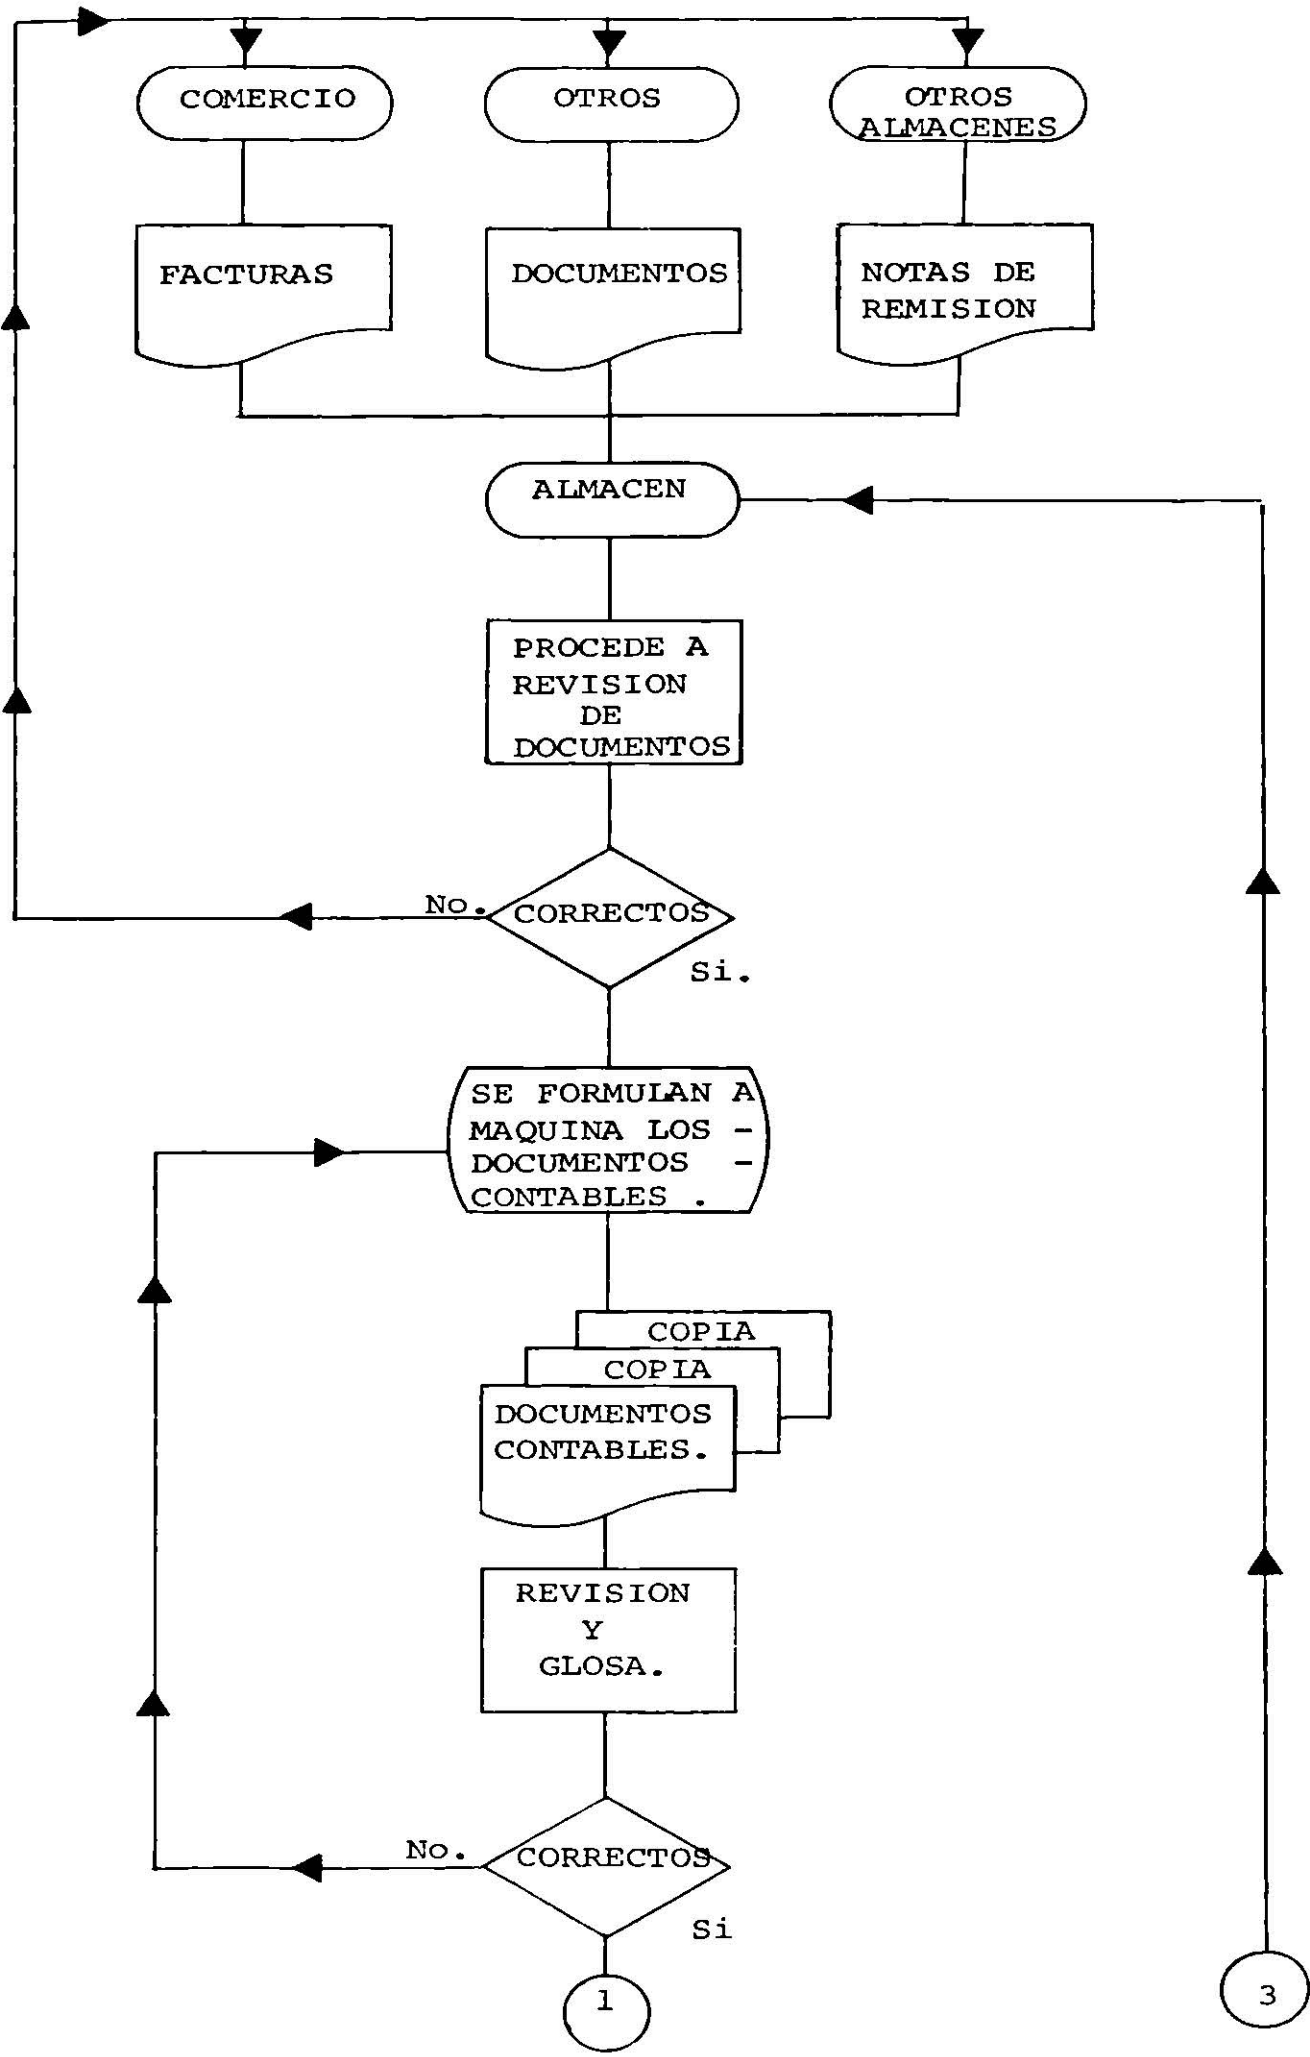 COMERCIO
OTROS
OTROS
ALMACENES
FACTURAS
DOCUMENTOS
NOTAS DE
REMISION
ALMACEN
PROCEDE A
REVISION
DE
DOCUMENTOS
No.
CORRECTOS
Si.
SE FORMULAN A
MAQUINA LOS -
DOCUMENTOS -
CONTABLES .
COPIA
COPIA
DOCUMENTOS
CONTABLES.
REVISION
Y
GLOSA.
No.
CORRECTOS
Si
1
3